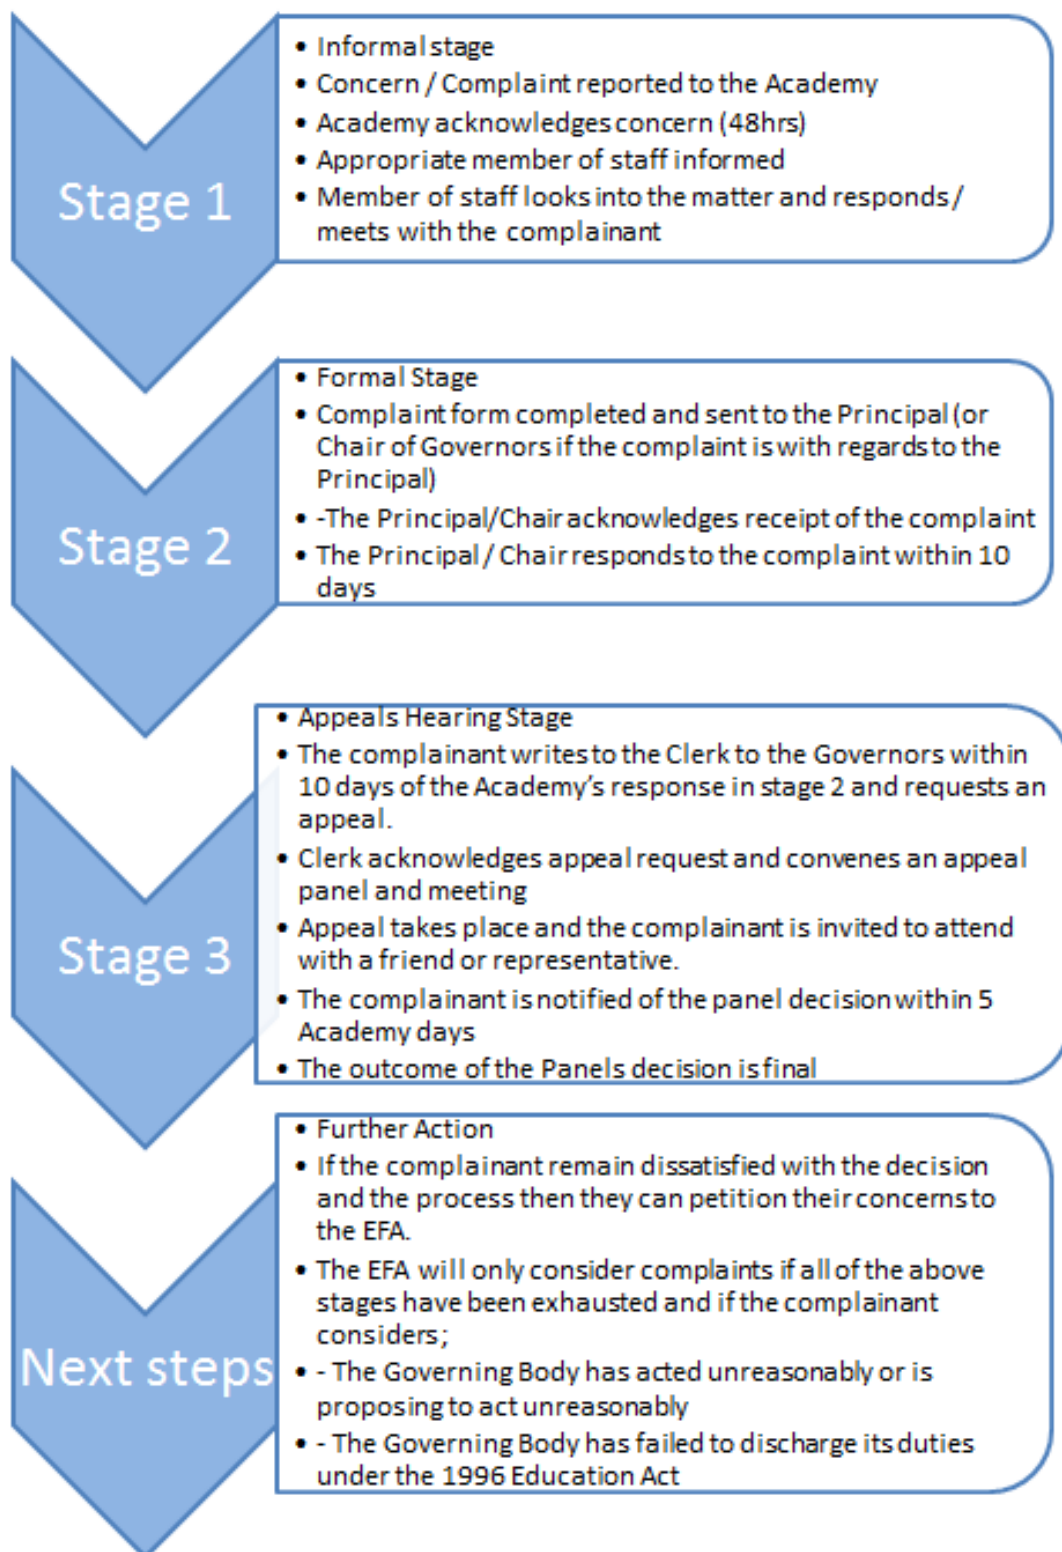 Stage 1
• Informal stage
• Concern / Complaint reported to the Academy
• Academy acknowledges concern (48hrs)
• Appropriate member of staff informed
• Member of staff looks into the matter and responds /
meets with the complainant
Stage 2
• Formal Stage
• Complaint form completed and sent to the Principal (or
Chair of Governors if the complaint is with regards to the
Principal)
• -The Principal/Chair acknowledges receipt of the complaint
• The Principal / Chair responds to the complaint within 10
days
Stage 3
• Appeals Hearing Stage
• The complainant writes to the Clerk to the Governors within
10 days of the Academy's response in stage 2 and requests an
appeal.
• Clerk acknowledges appeal request and convenes an appeal
panel and meeting
• Appeal takes place and the complainant is invited to attend
with a friend or representative.
• The complainant is notified of the panel decision within 5
Academy days
• The outcome of the Panels decision is final
Next steps
• Further Action
• If the complainant remain dissatisfied with the decision
and the process then they can petition their concerns to
the EFA.
• The EFA will only consider complaints if all of the above
stages have been exhausted and if the complainant
considers;
• - The Governing Body has acted unreasonably or is
proposing to act unreasonably
• - The Governing Body has failed to discharge its duties
under the 1996 Education Act